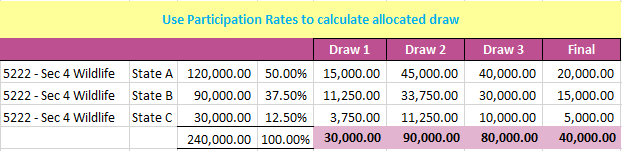 Use Participation Rates to calculate allocated draw
Draw 1 Draw 2 Draw 3 Final
5222 - Sec 4 Wildlife State A 120,000.00 50.00% 15,000.00 45,000.00 40,000.00 20,000.00
5222 - Sec 4 Wildlife State B 90,000.00 37.50% 11,250.00 33,750.00 30,000.00 15,000.00
5222 - Sec 4 Wildlife State C 30,000.00 12.50% 3,750.00 11,250.00 10,000.00 5,000.00
240,000.00 100.00% 30,000.00 90,000.00 80,000.00 40,000.00